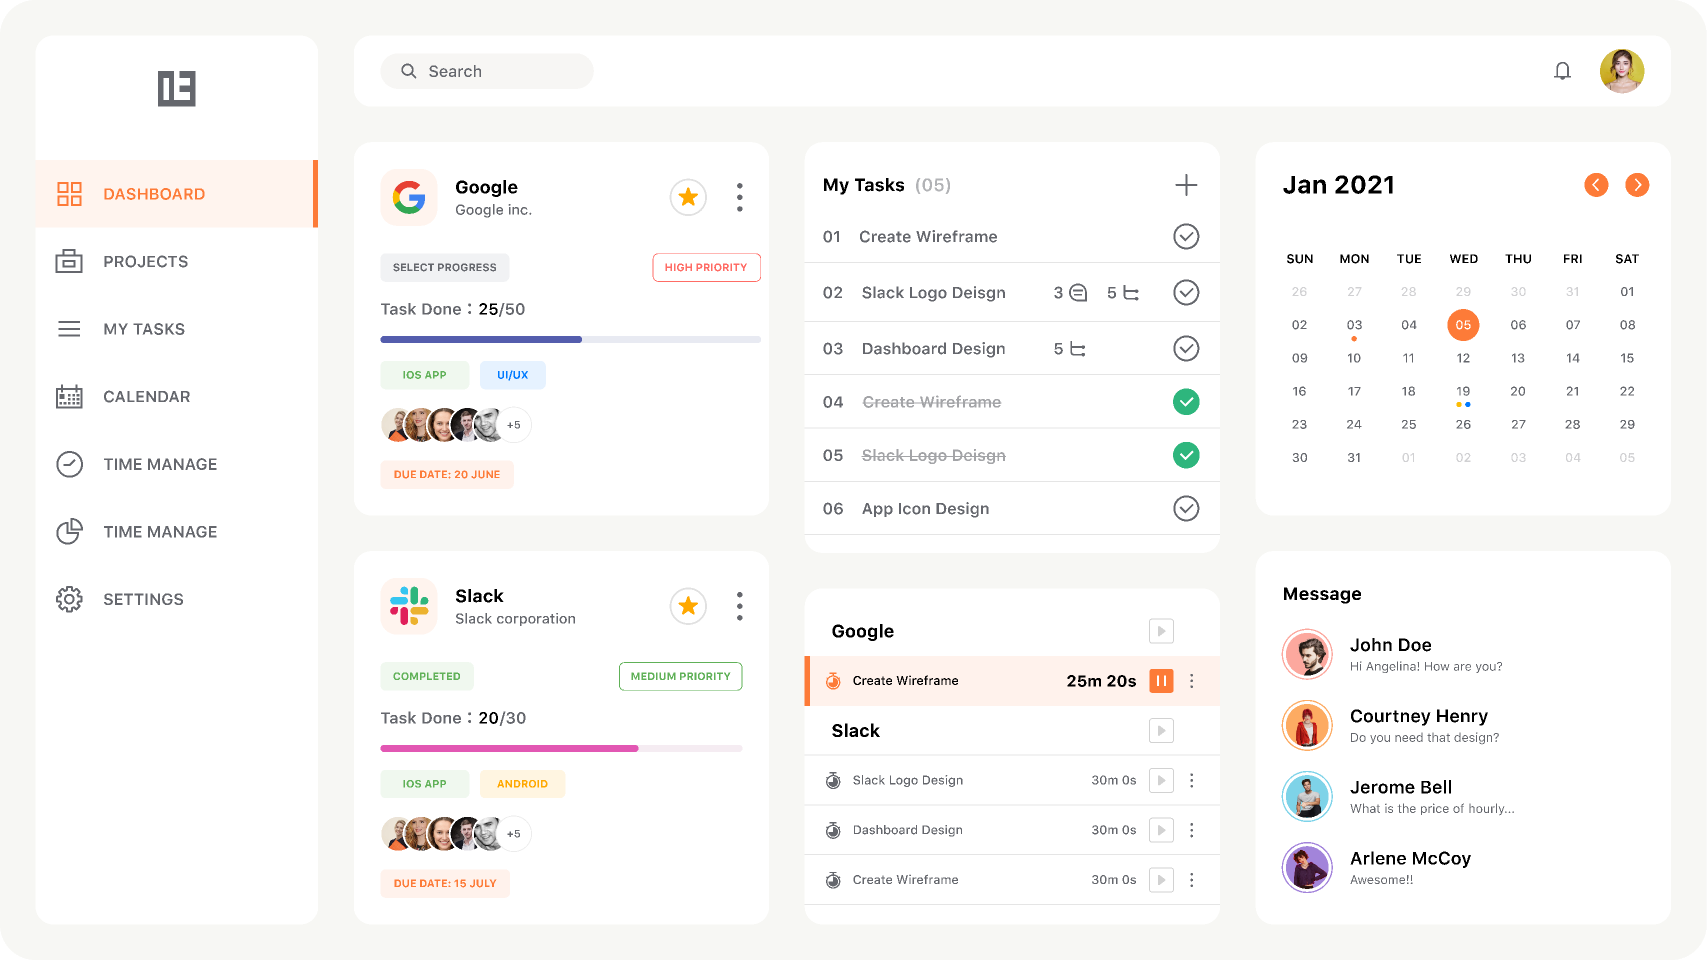 DASHBOARD
PROJECTS
MY TASKS
CALENDAR
TIME MANAGE
TIME MANAGE
SETTINGS
Search
Google
Google inc.
SELECT PROGRESS
HIGH PRIORITY
Task Done : 25/50
IOS APP
UI/UX
+5
DUE DATE: 20 JUNE
Slack
Slack corporation
COMPLETED
MEDIUM PRIORITY
Task Done : 20/30
IOS APP
ANDROID
+5
DUE DATE: 15 JULY
My Tasks (05)
01 Create Wireframe
02 Slack Logo Deisgn 3 5
03 Dashboard Design 5
04 Create Wireframe
05 Slack Logo Deisgn
06 App Icon Design
Google
Create Wireframe 25m 20s
Slack
Slack Logo Design 30m 0s
Dashboard Design 30m 0s
Create Wireframe 30m 0s
Jan 2021
SUN MON TUE WED THU FRI SAT
26 27 28 29 30 31 01
02 03 04 05 06 07 08
09 10 11 12 13 14 15
16 17 18 19 20 21 22
23 24 25 26 27 28 29
30 31 01 02 03 04 05
Message
John Doe
Hi Angelina! How are you?
Courtney Henry
Do you need that design?
Jerome Bell
What is the price of hourly...
Arlene McCoy
Awesome!!